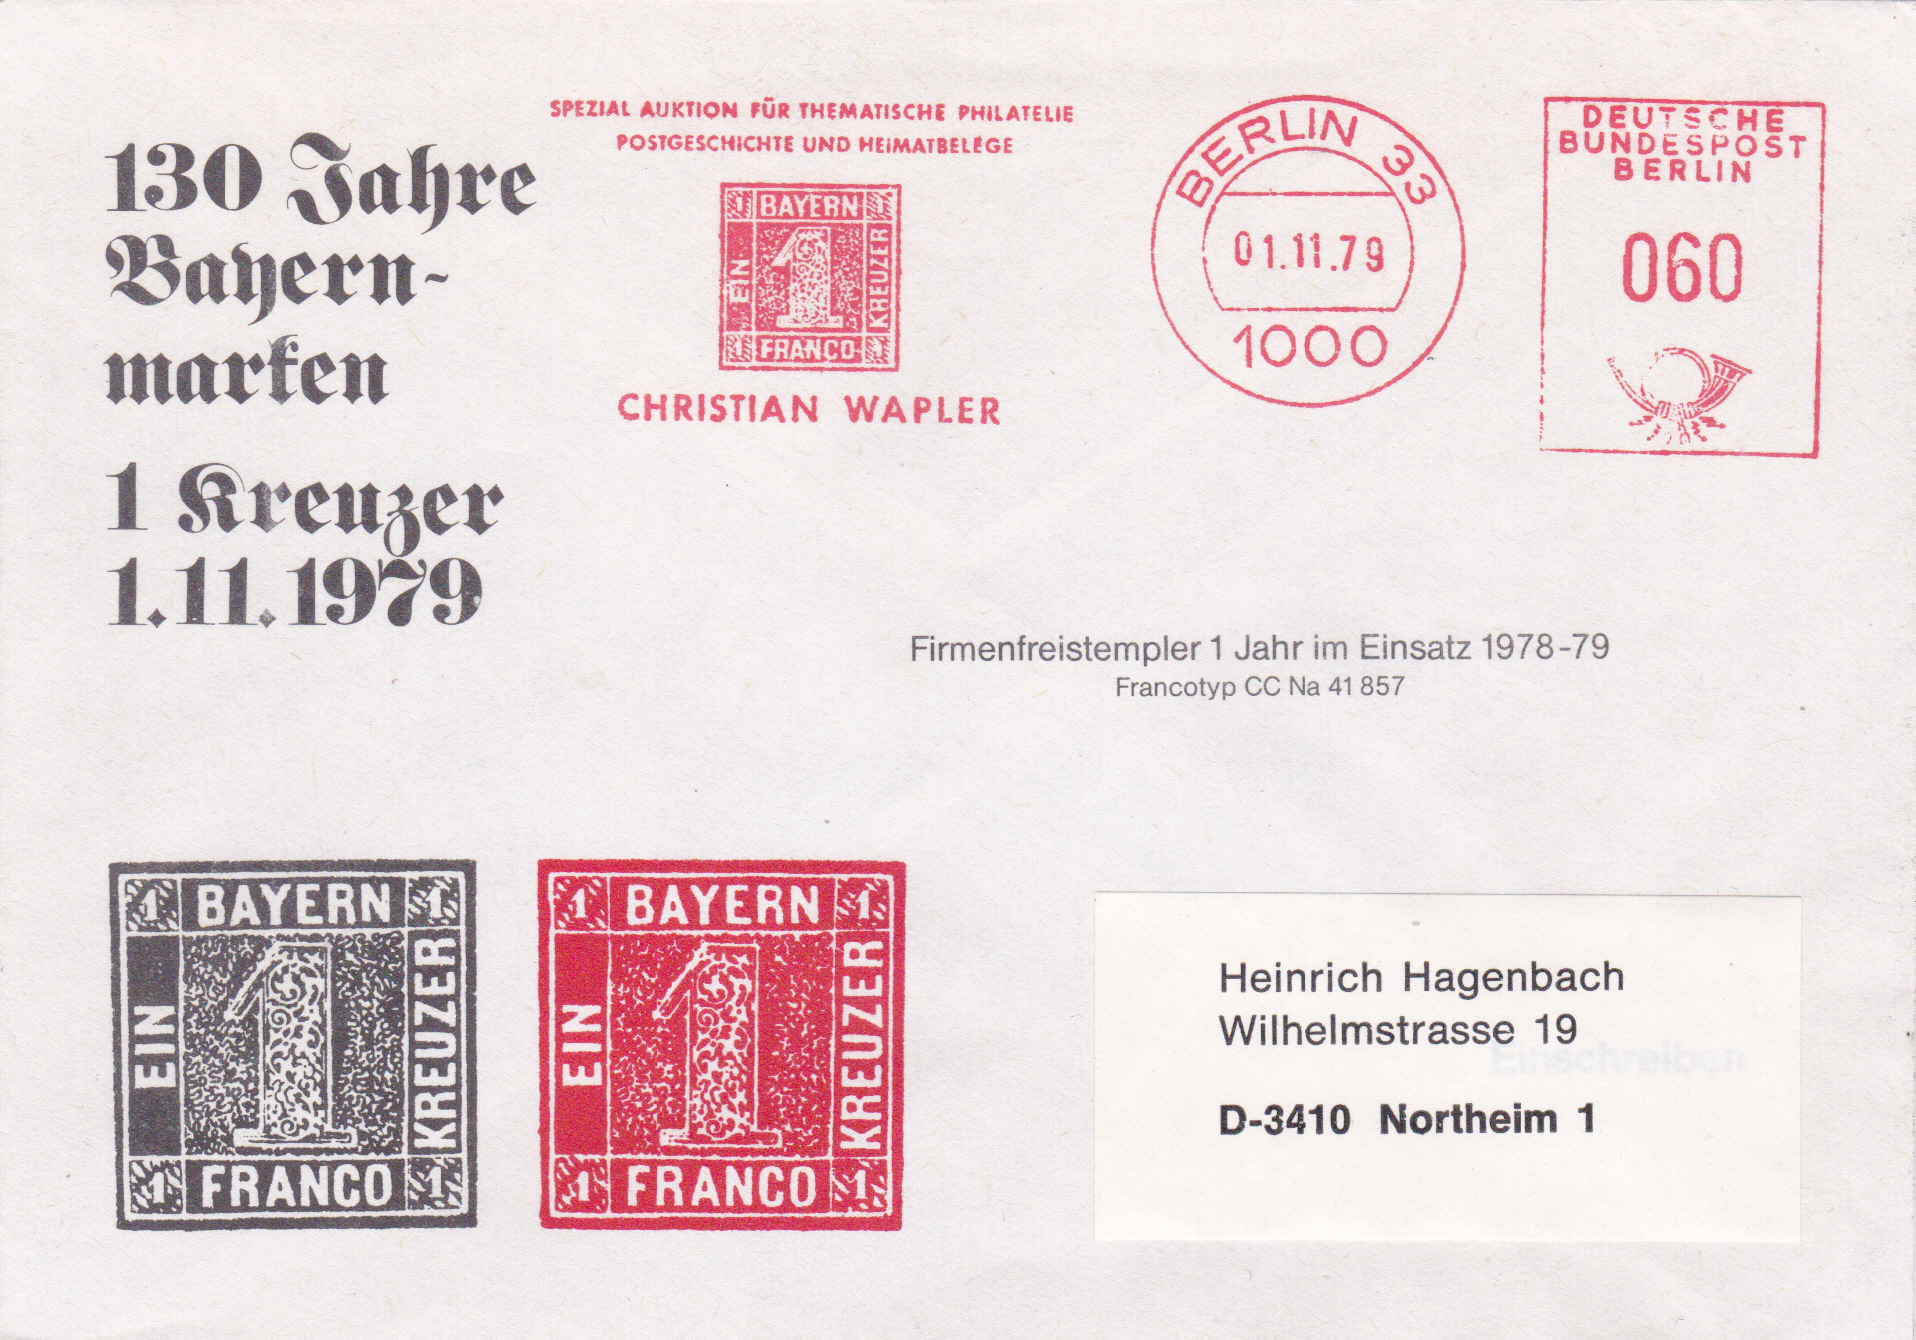 130 Jahre
Bayern-
marken
1 Kreuzer
1.11.1979
SPEZIAL AUKTION FÜR THEMATISCHE PHILATELIE
POSTGESCHICHTE UND HEIMATBELEGE
1 BAYERN 1
EIN
1
KREUZER
1 FRANCO 1
CHRISTIAN WAPLER
BERLIN 33
01.11.79
1000
DEUTSCHE
BUNDESPOST
BERLIN
060
Firmenfreistempler 1 Jahr im Einsatz 1978-79
Francotyp CC Na 41 857
1 BAYERN 1
EIN
1
KREUZER
1 FRANCO 1
1 BAYERN 1
EIN
1
KREUZER
1 FRANCO 1
Heinrich Hagenbach
Wilhelmstrasse 19
Einschreiben
D-3410 Northeim 1